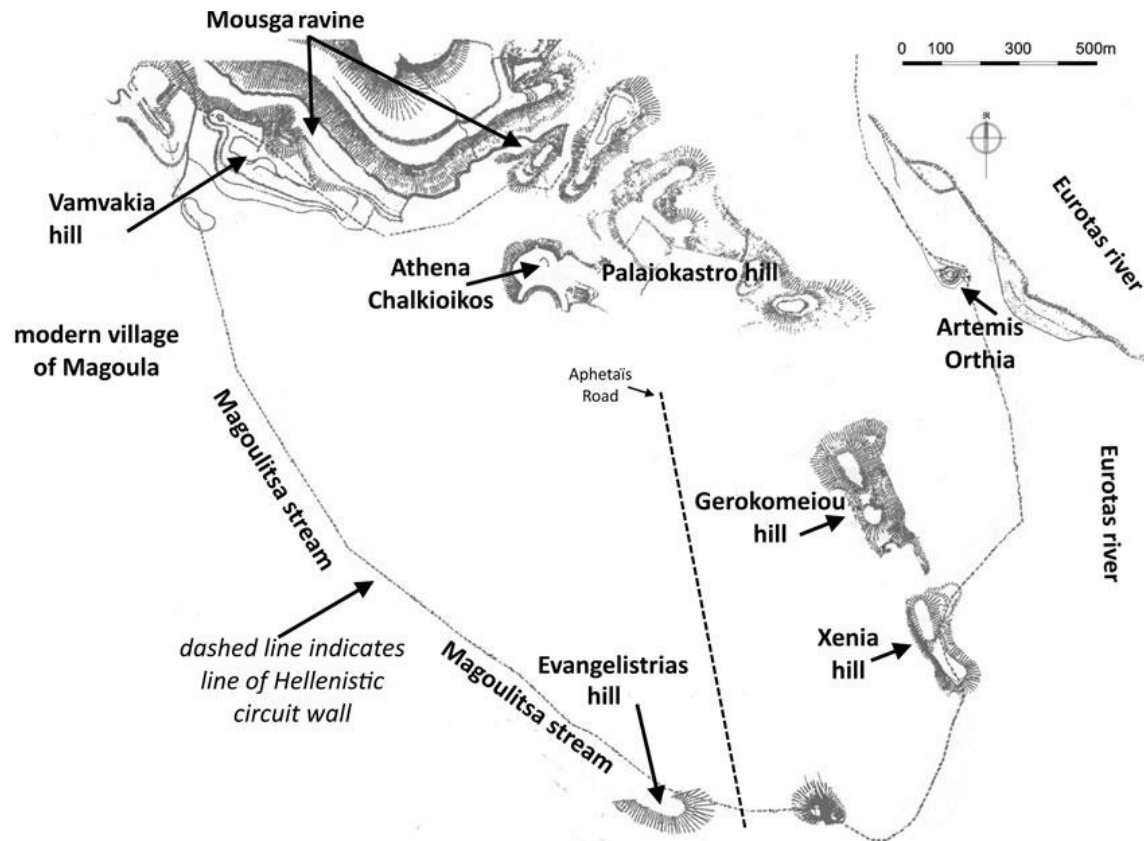 Mousga ravine
0 100 300 500m
Vamvakia
hill
Athena
Chalkioikos
Palaiokastro hill
Eurotas river
Artemis
Orthia
modern village
of Magoula
Aphetaïs
Road
Magoulitsa stream
Gerokomeiou
hill
Eurotas river
Xenia
hill
dashed line indicates
line of Hellenistic
circuit wall
Magoulitsa stream
Evangelistrias
hill